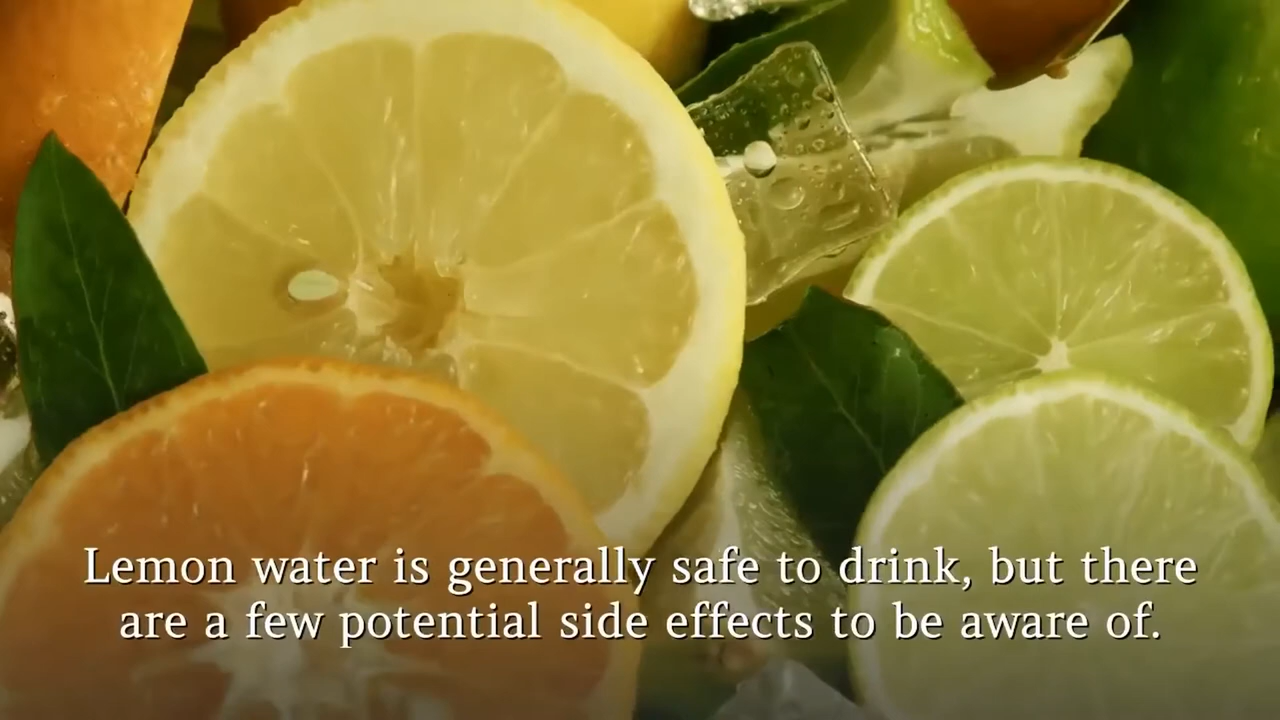 Lemon water is generally safe to drink, but there
are a few potential side effects to be aware of.